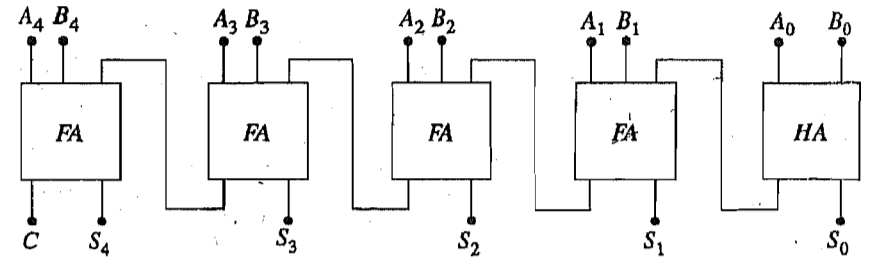 A4 B4 A3 B3 A2 B2 A1 B1 A0 B0
FA FA FA FA HA
C S4 S3 S2 S1 S0